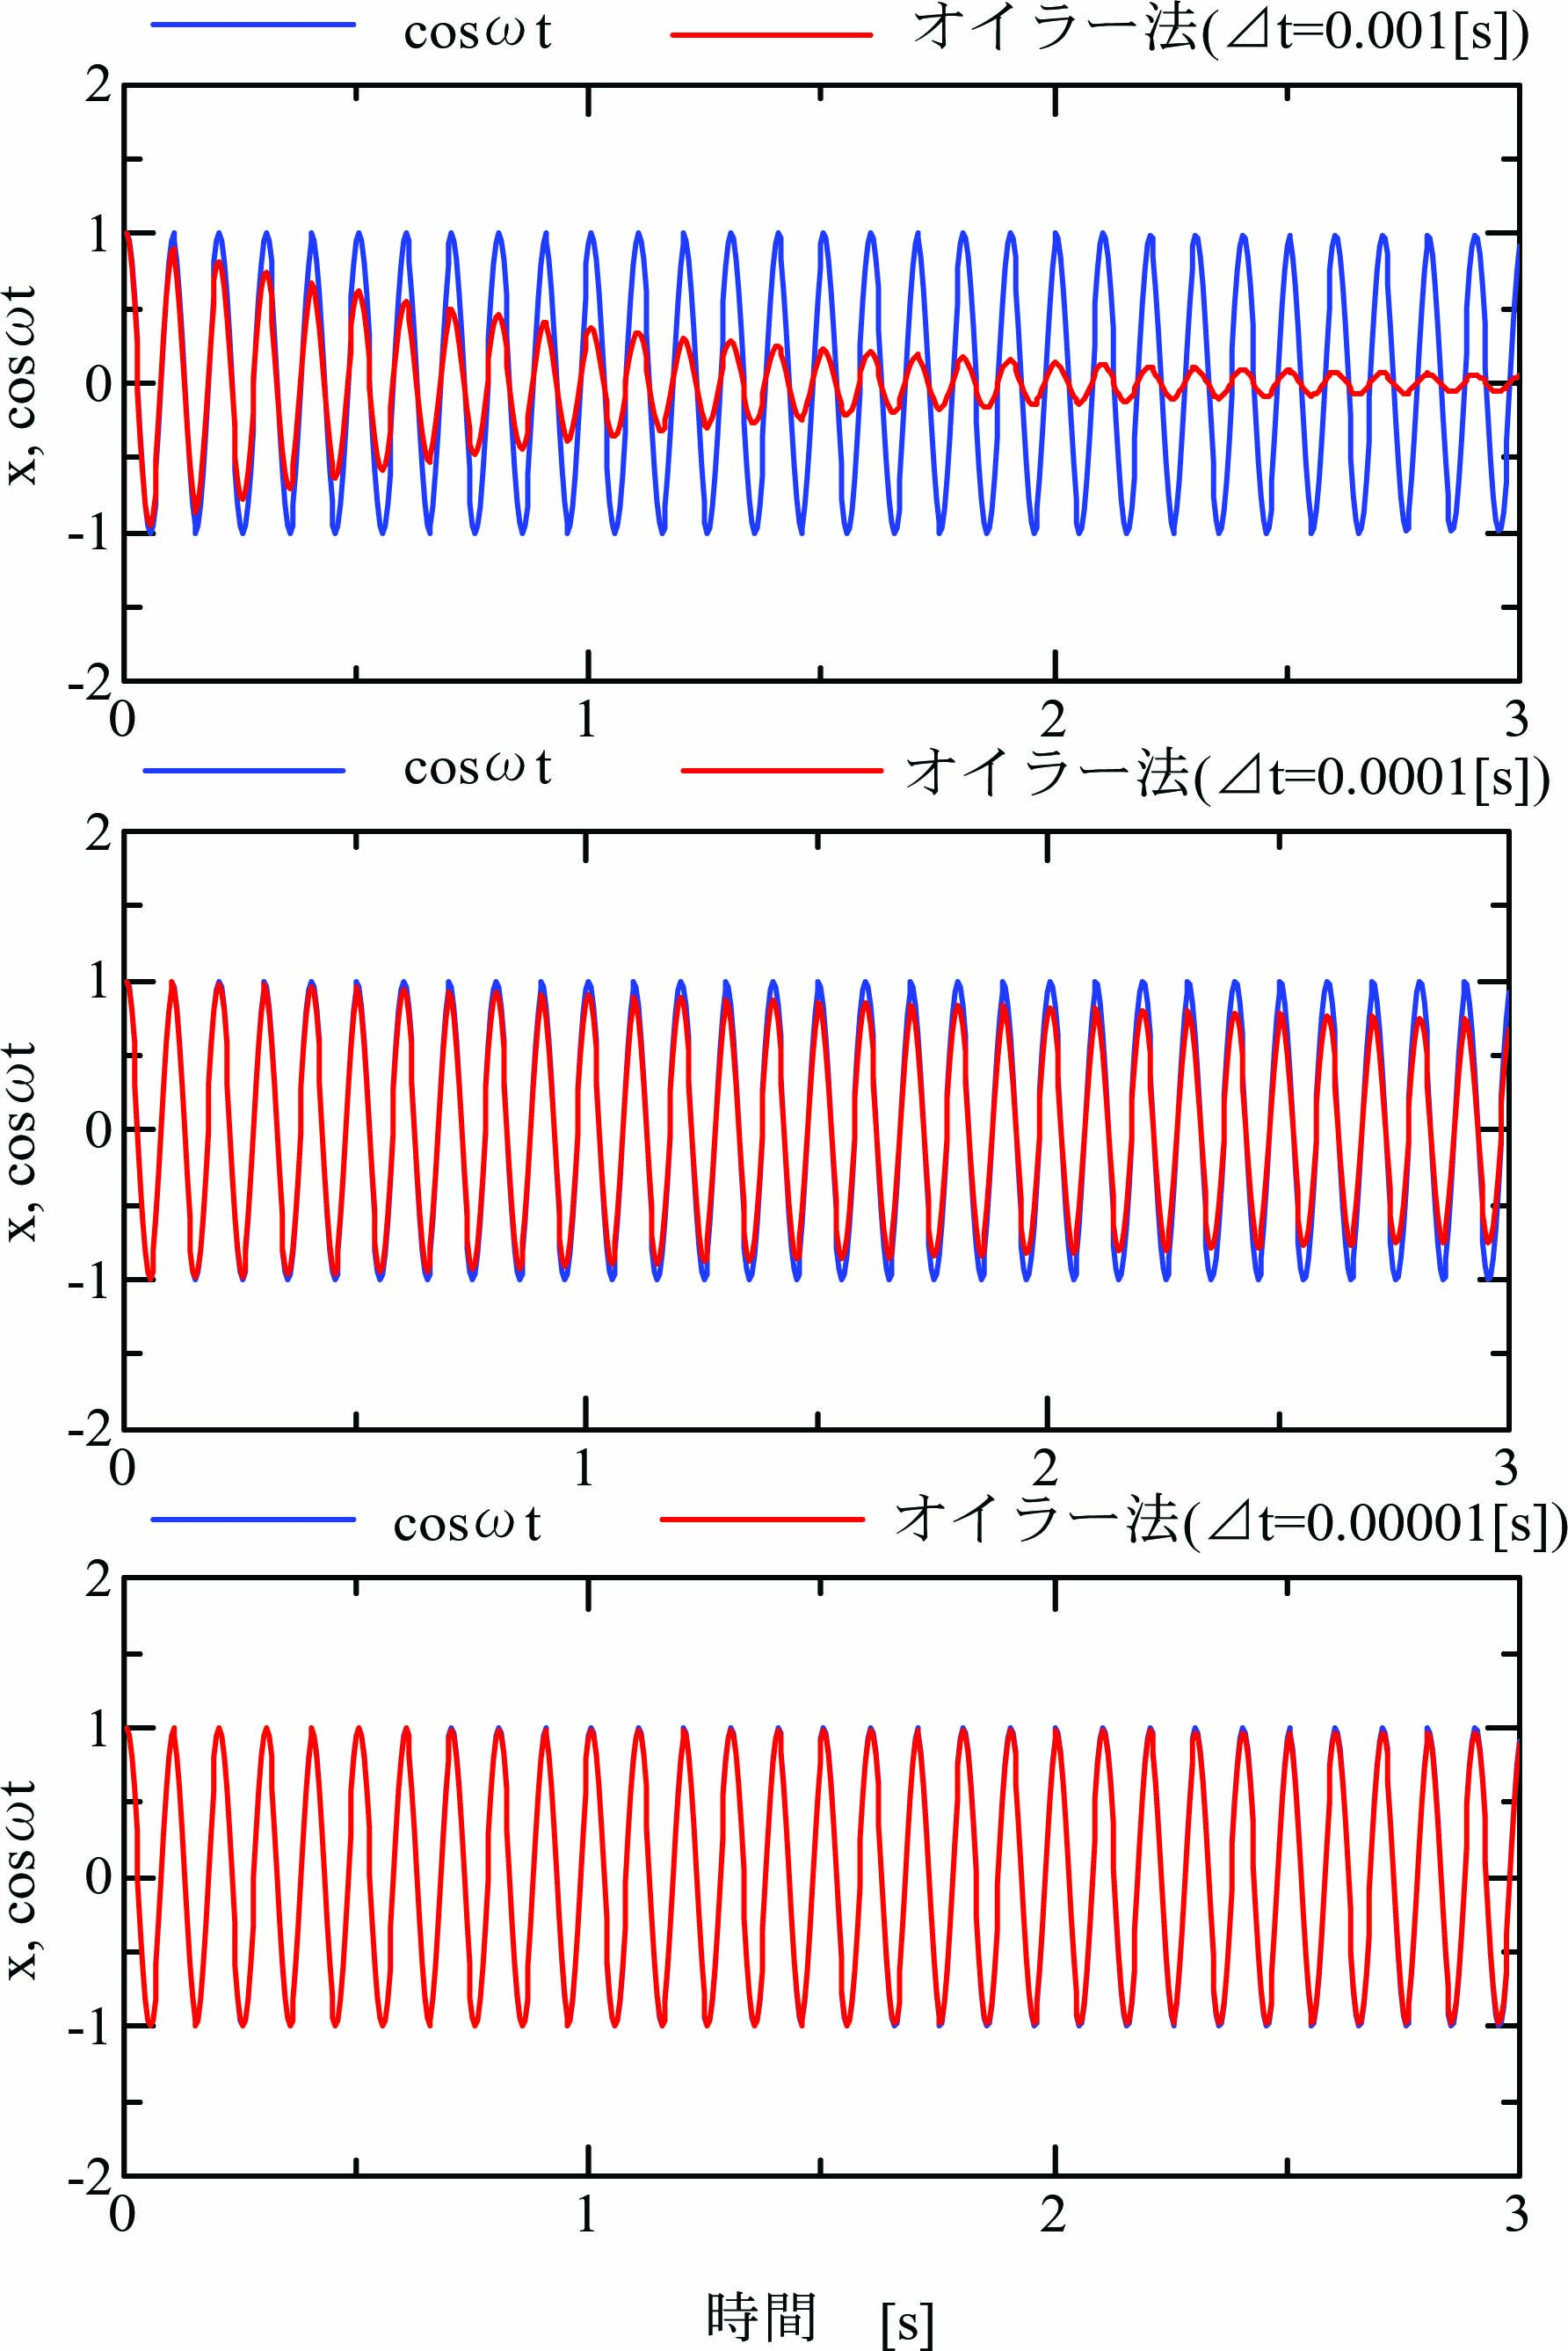 cosωt オイラー法(⊿t=0.001[s])
2
1
0
-1
-2
x, cosωt
0 1 2 3
cosωt オイラー法(⊿t=0.0001[s])
2
1
0
-1
-2
x, cosωt
0 1 2 3
cosωt オイラー法(⊿t=0.00001[s])
2
1
0
-1
-2
x, cosωt
0 1 2 3
時間 [s]